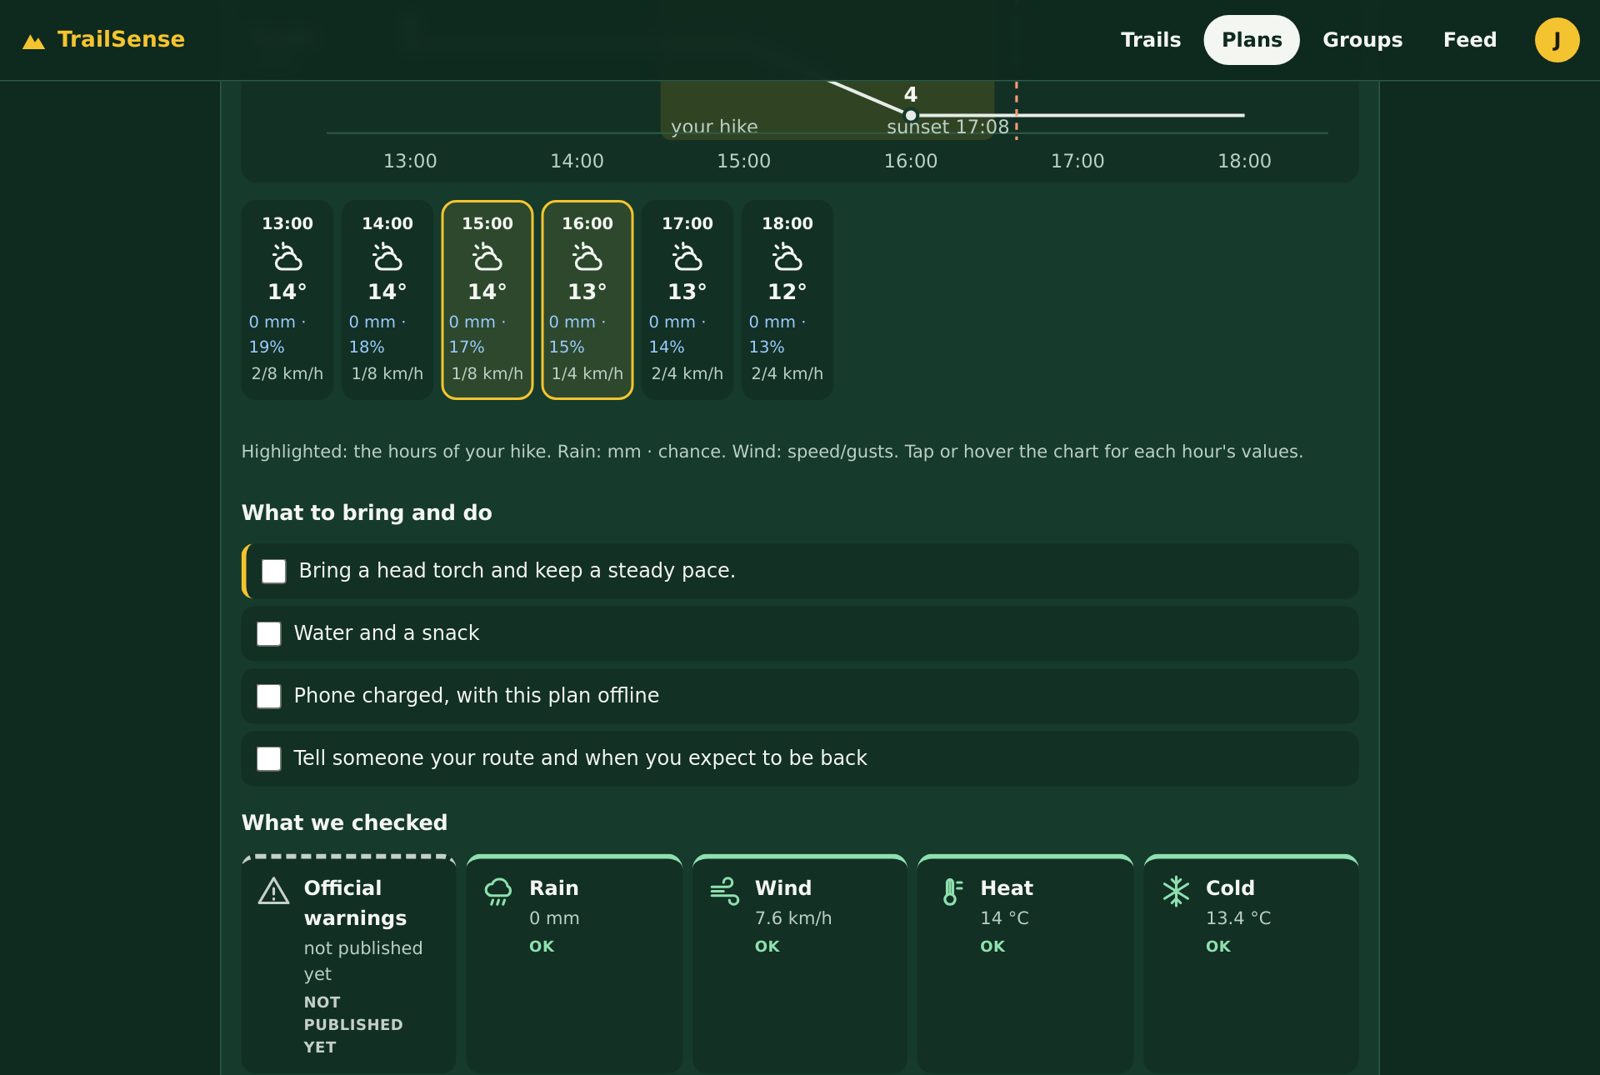 TrailSense
Trails
Plans
Groups
Feed
J
4
your hike
sunset 17:08
13:00
14:00
15:00
16:00
17:00
18:00
13:00
14°
0 mm ·
19%
2/8 km/h
14:00
14°
0 mm ·
18%
1/8 km/h
15:00
14°
0 mm ·
17%
1/8 km/h
16:00
13°
0 mm ·
15%
1/4 km/h
17:00
13°
0 mm ·
14%
2/4 km/h
18:00
12°
0 mm ·
13%
2/4 km/h
Highlighted: the hours of your hike. Rain: mm · chance. Wind: speed/gusts. Tap or hover the chart for each hour's values.
What to bring and do
Bring a head torch and keep a steady pace.
Water and a snack
Phone charged, with this plan offline
Tell someone your route and when you expect to be back
What we checked
Official
warnings
not published
yet
NOT
PUBLISHED
YET
Rain
0 mm
OK
Wind
7.6 km/h
OK
Heat
14 °C
OK
Cold
13.4 °C
OK